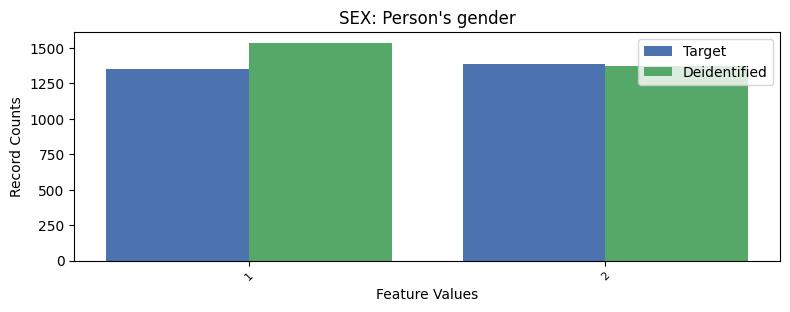 SEX: Person's gender
Target
Deidentified
Record Counts
1500
1250
1000
750
500
250
0
1
2
Feature Values